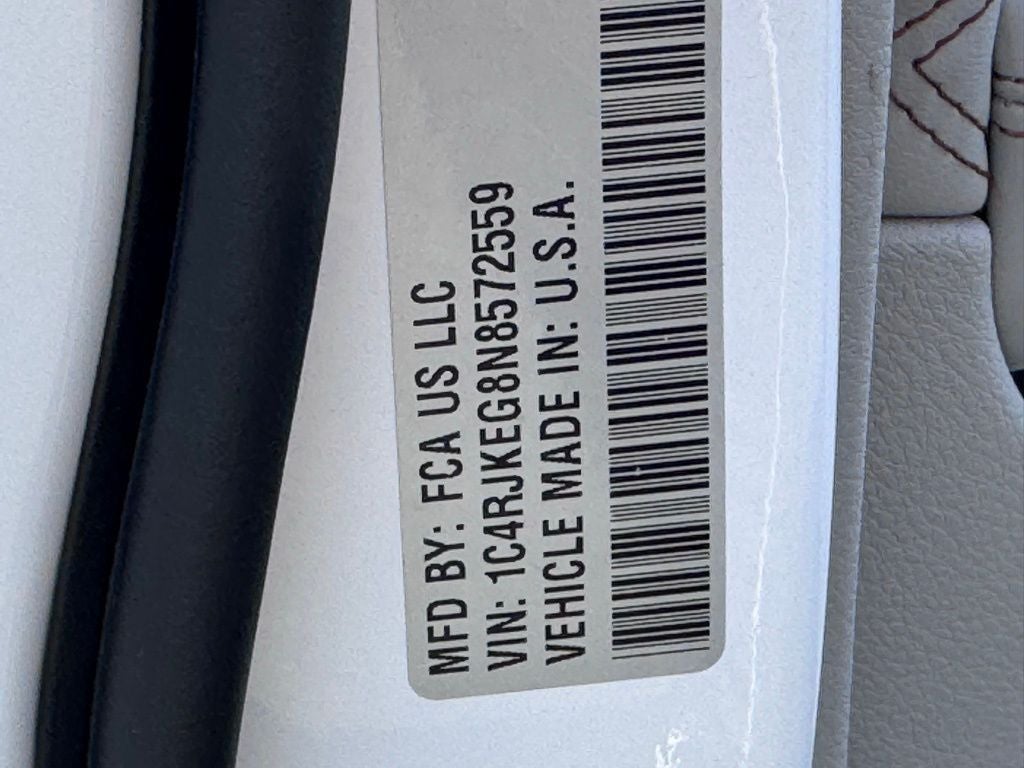 MFD BY: FCA US LLC
VIN: 1C4RJKEG8N8572559
VEHICLE MADE IN: U.S.A.